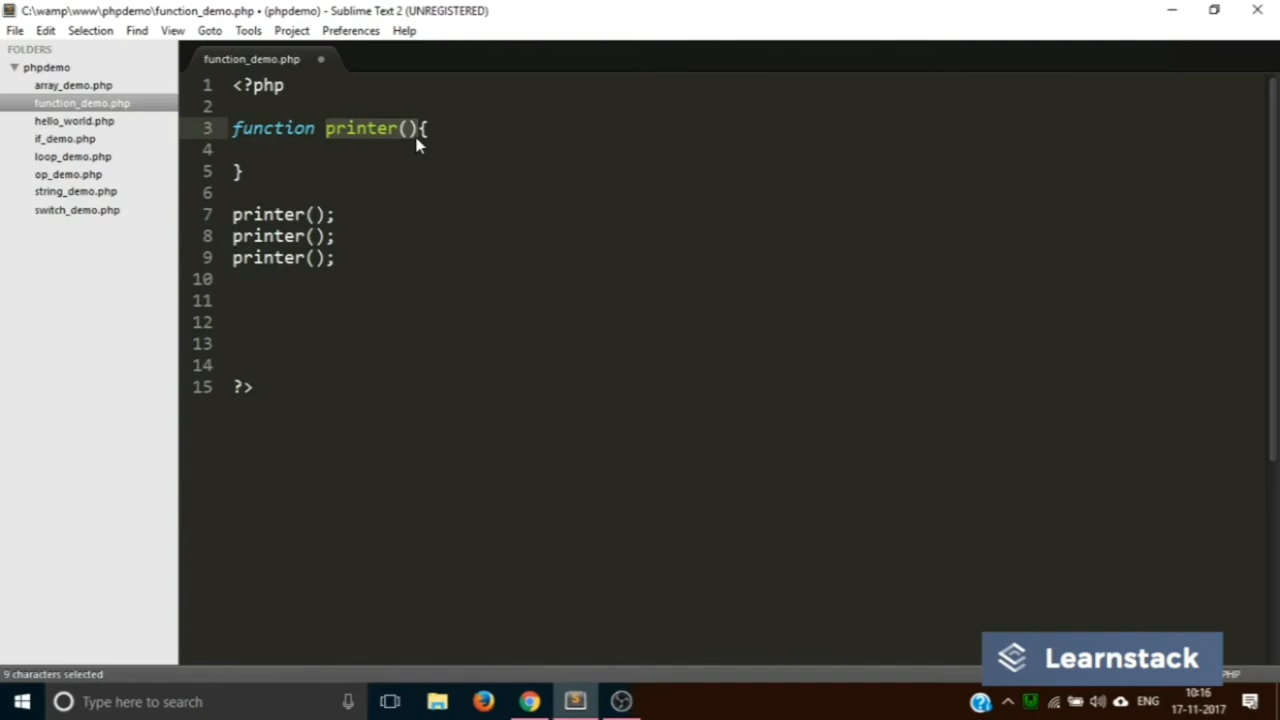 C:\wamp\www\phpdemo\function_demo.php • (phpdemo) - Sublime Text 2 (UNREGISTERED)
File Edit Selection Find View Goto Tools Project Preferences Help
FOLDERS
phpdemo
array_demo.php
function_demo.php
hello_world.php
if_demo.php
loop_demo.php
op_demo.php
string_demo.php
switch_demo.php
function_demo.php
1 <?php
2
3 function printer(){
4
5 }
6
7 printer();
8 printer();
9 printer();
10
11
12
13
14
15 ?>
Learnstack
9 characters selected
PHP
Type here to search
ENG
10:16
17-11-2017